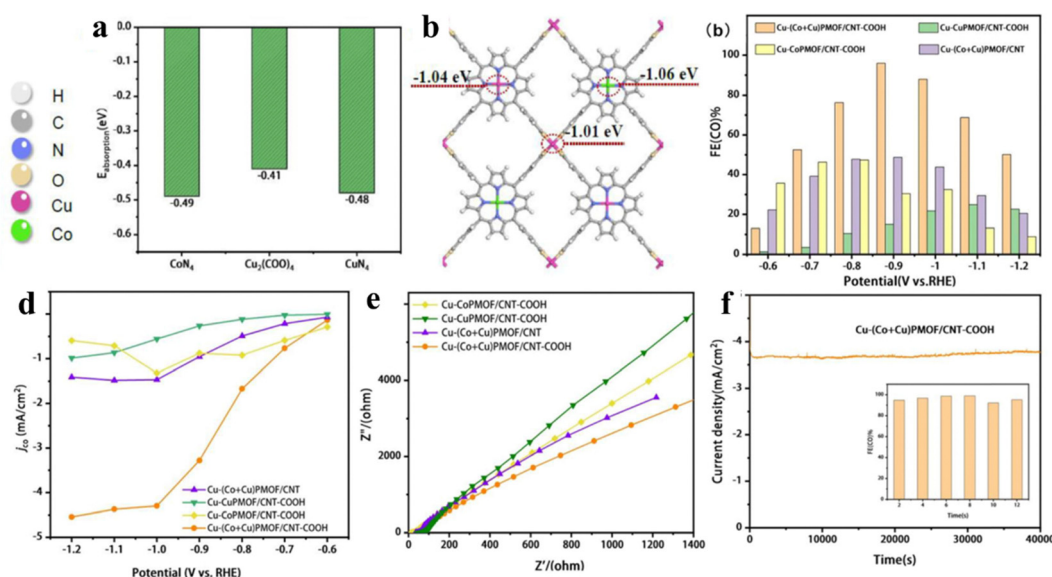 H
C
N
O
Cu
Co
a
E_absorption(eV)
0.0
-0.1
-0.2
-0.3
-0.4
-0.5
-0.6
-0.49
-0.41
-0.48
CoN₄
Cu₂(COO)₄
CuN₄
b
-1.04 eV
-1.06 eV
-1.01 eV
(b)
Cu-(Co+Cu)PMOF/CNT-COOH
Cu-CuPMOF/CNT-COOH
Cu-CoPMOF/CNT-COOH
Cu-(Co+Cu)PMOF/CNT
FE(CO)%
100
80
60
40
20
0
-0.6 -0.7 -0.8 -0.9 -1 -1.1 -1.2
Potential(V vs.RHE)
d
j_co (mA/cm²)
0
-1
-2
-3
-4
-5
Cu-(Co+Cu)PMOF/CNT
Cu-CuPMOF/CNT-COOH
Cu-CoPMOF/CNT-COOH
Cu-(Co+Cu)PMOF/CNT-COOH
-1.2 -1.1 -1.0 -0.9 -0.8 -0.7 -0.6
Potential (V vs. RHE)
e
Cu-CoPMOF/CNT-COOH
Cu-CuPMOF/CNT-COOH
Cu-(Co+Cu)PMOF/CNT
Cu-(Co+Cu)PMOF/CNT-COOH
Z''/(ohm)
4000
2000
0
0 200 400 600 800 1000 1200 1400
Z'/(ohm)
f
Cu-(Co+Cu)PMOF/CNT-COOH
Current density(mA/cm²)
-4
-3
-2
-1
0
FE(CO)%
100
80
60
40
20
0
2 4 6 8 10 12
Time(s)
0 10000 20000 30000 40000
Time(s)